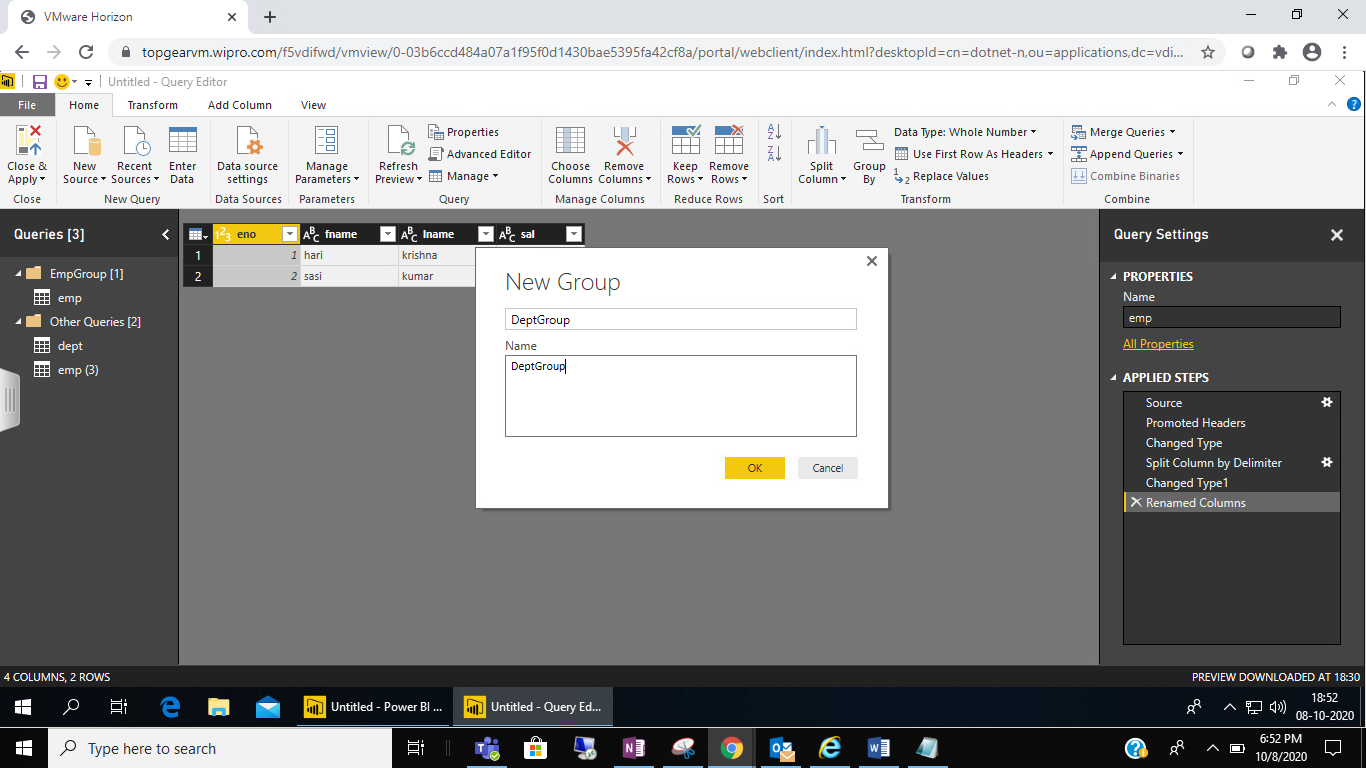 VMware Horizon
topgearvm.wipro.com/f5vdifwd/vmview/0-03b6ccd484a07a1f95f0d1430bae5395fa42cf8a/portal/webclient/index.html?desktopId=cn=dotnet-n,ou=applications,dc=vdi...
Untitled - Query Editor
File Home Transform Add Column View
Close & Apply
New Source
Recent Sources
Enter Data
Data source settings
Manage Parameters
Refresh Preview
Properties
Advanced Editor
Manage
Choose Columns
Remove Columns
Keep Rows
Remove Rows
Split Column
Group By
Data Type: Whole Number
Use First Row As Headers
Replace Values
Merge Queries
Append Queries
Combine Binaries
Close New Query Data Sources Parameters Query Manage Columns Reduce Rows Sort Transform Combine
Queries [3]
EmpGroup [1]
emp
Other Queries [2]
dept
emp (3)
eno fname lname sal
1 1 hari krishna
2 2 sasi kumar
New Group
DeptGroup
Name
DeptGroup
OK Cancel
Query Settings
PROPERTIES
Name
emp
All Properties
APPLIED STEPS
Source
Promoted Headers
Changed Type
Split Column by Delimiter
Changed Type1
Renamed Columns
4 COLUMNS, 2 ROWS PREVIEW DOWNLOADED AT 18:30
Untitled - Power BI ... Untitled - Query Ed...
18:52
08-10-2020
Type here to search
6:52 PM
10/8/2020